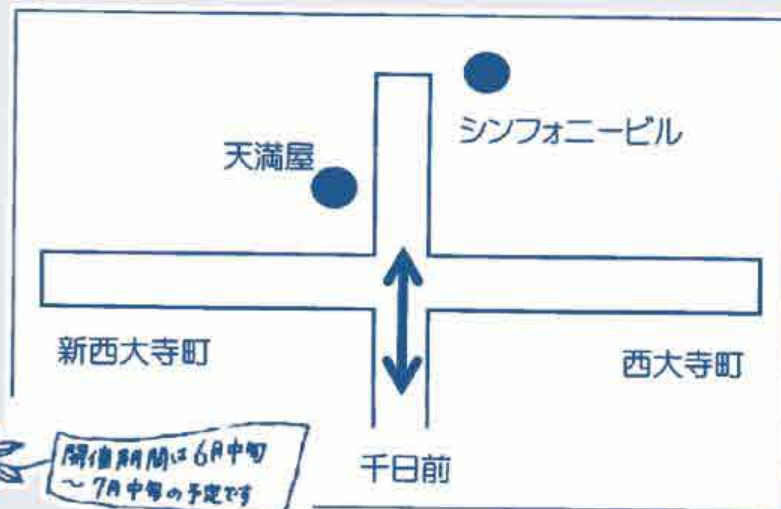 シンフォニービル
天満屋
新西大寺町
西大寺町
千日前
開催期間は6月中旬
～7月中旬の予定です